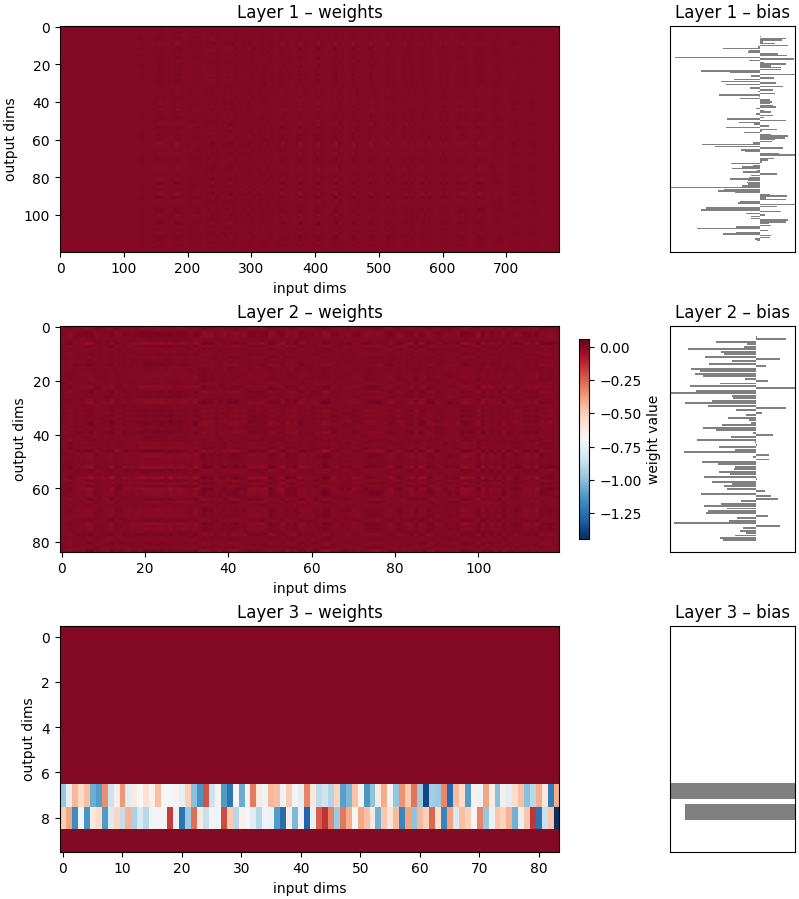 Layer 1 – weights
Layer 1 – bias
0
20
40
60
80
100
output dims
0 100 200 300 400 500 600 700
input dims
Layer 2 – weights
Layer 2 – bias
0
20
40
60
80
output dims
0 20 40 60 80 100
input dims
0.00
−0.25
−0.50
−0.75
−1.00
−1.25
weight value
Layer 3 – weights
Layer 3 – bias
0
2
4
6
8
output dims
0 10 20 30 40 50 60 70 80
input dims